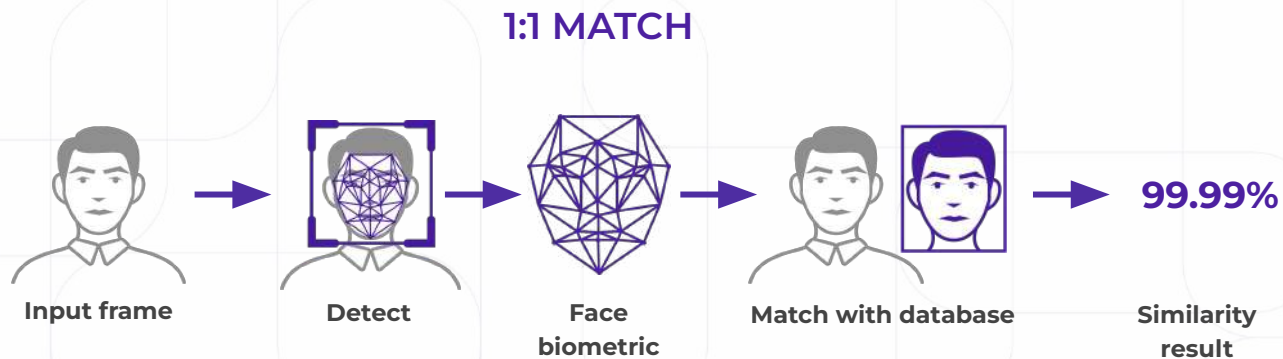 1:1 MATCH
99.99%
Input frame
Detect
Face
biometric
Match with database
Similarity
result